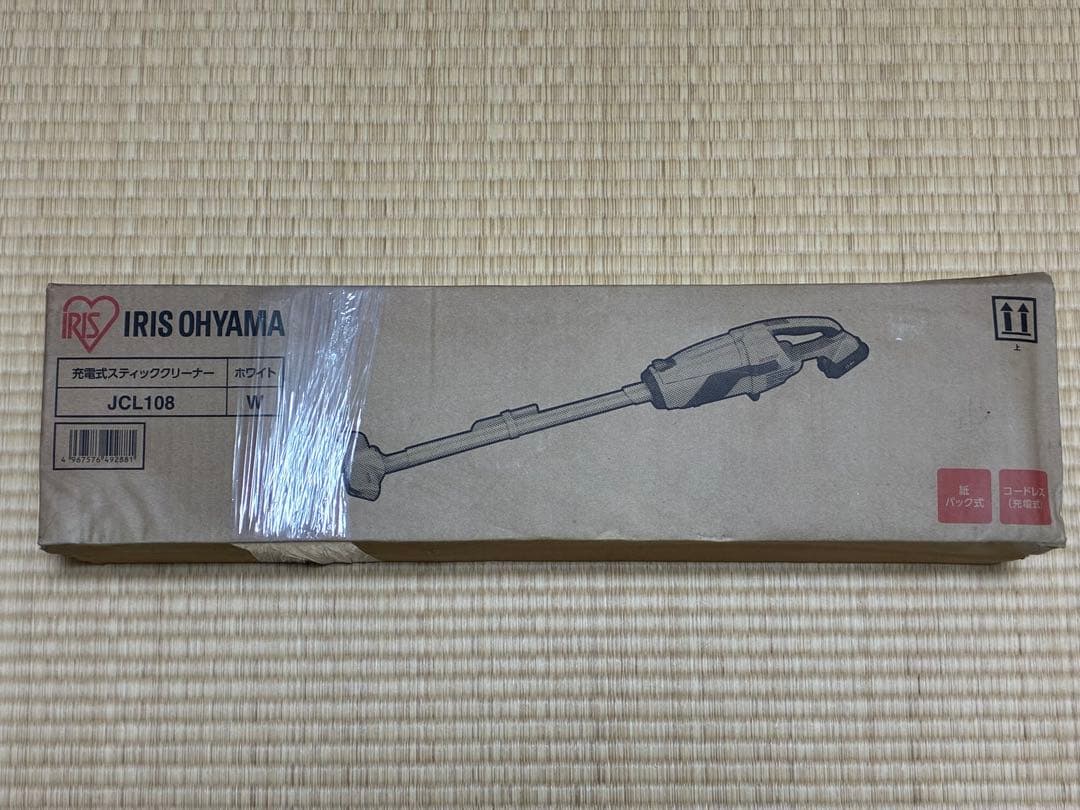 IRIS IRIS OHYAMA
充電式スティッククリーナー ホワイト
JCL108 W
4 967576 492881
上
紙
パック式
コードレス
(充電式)